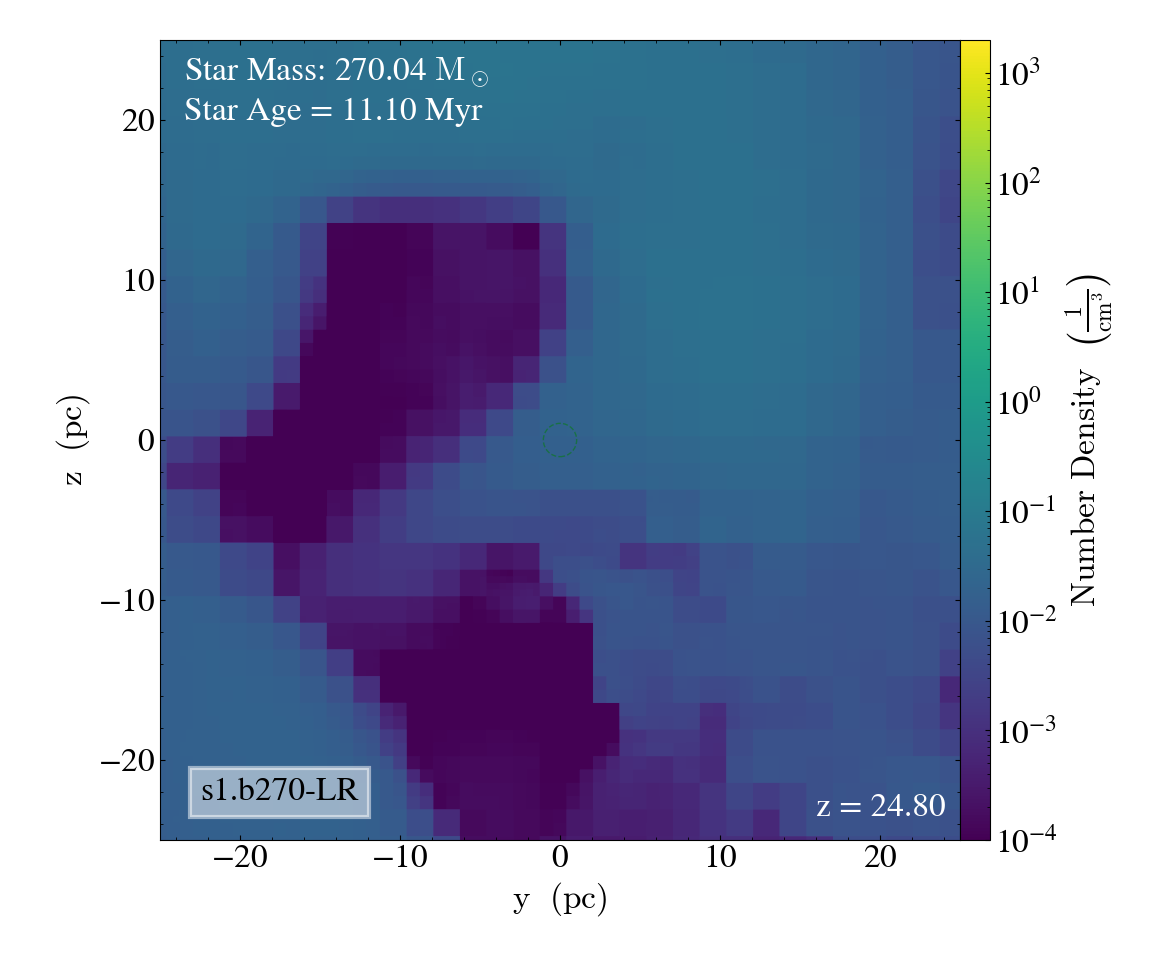 Star Mass: 270.04 M⊙
Star Age = 11.10 Myr
20
10
0
−10
−20
z (pc)
s1.b270-LR
z = 24.80
−20 −10 0 10 20
y (pc)
10³
10²
10¹
10⁰
10⁻¹
10⁻²
10⁻³
10⁻⁴
Number Density (1/cm³)